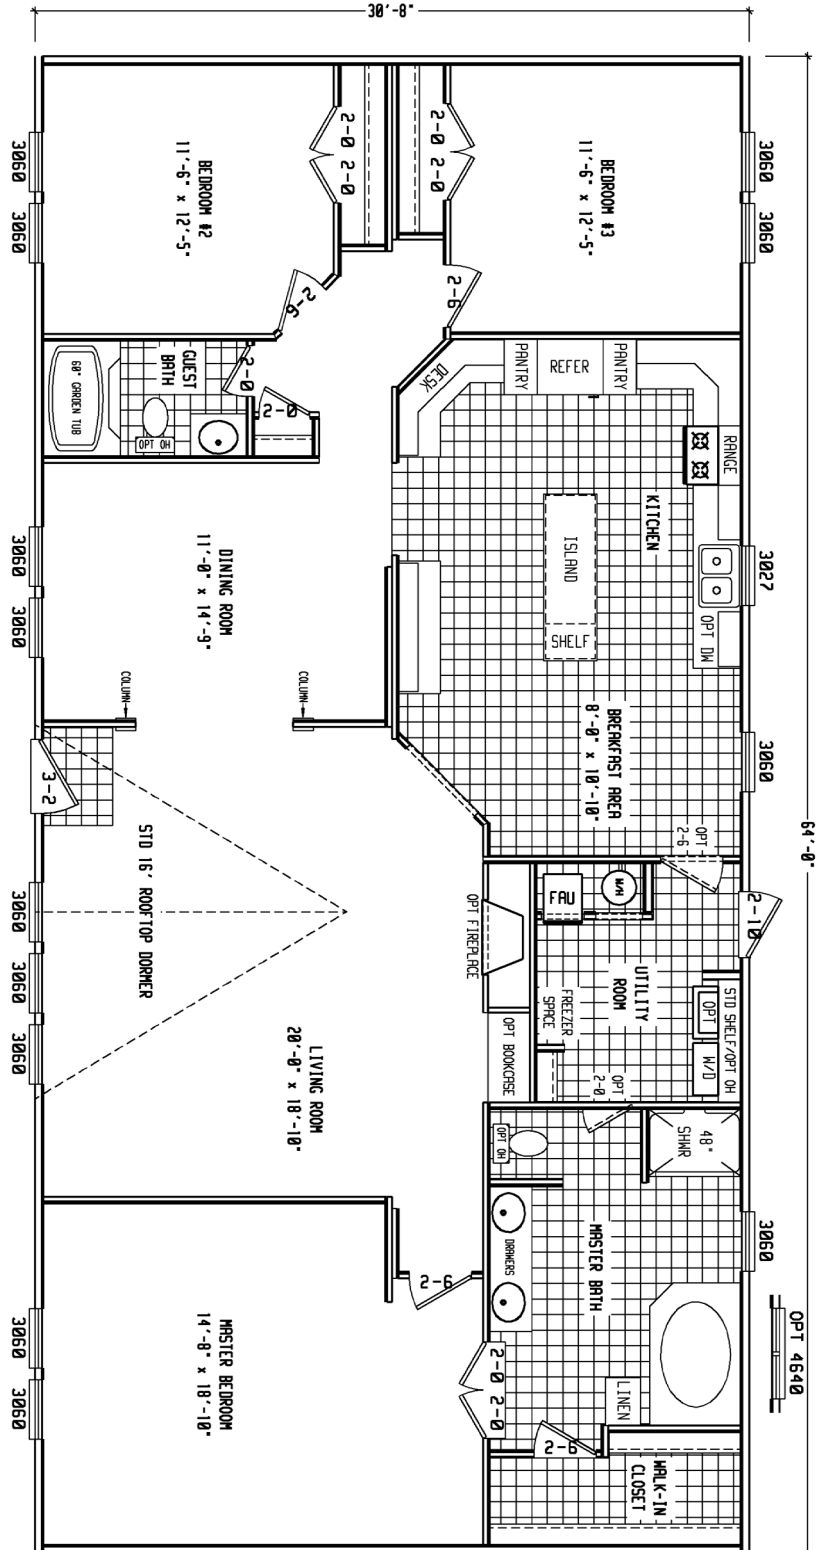 30'-8"
64'-0"
3060
3060
3060
3060
2-0
2-0
2-0
2-0
BEDROOM #2
11'-6" x 12'-5"
BEDROOM #3
11'-6" x 12'-5"
2-6
2-6
GUEST
BATH
2-0
2-0
60" GARDEN TUB
OPT OH
DESK
PANTRY
REFER
PANTRY
RANGE
KITCHEN
ISLAND
SHELF
OPT DW
3027
DINING ROOM
11'-0" x 14'-9"
3060
3060
COLUMN
COLUMN
BREAKFAST AREA
8'-0" x 10'-10"
3060
OPT
2-6
3-2
STD 16' ROOFTOP DORMER
3060
3060
3060
OPT FIREPLACE
FAU
W/H
2-10
UTILITY
ROOM
FREEZER
SPACE
STD SHELF/OPT OH
OPT
W/D
OPT BOOKCASE
OPT
2-0
LIVING ROOM
20'-0" x 18'-10"
48"
SHWR
OPT OH
DRAWERS
MASTER BATH
3060
OPT 4640
2-6
2-0
2-0
LINEN
2-6
WALK-IN
CLOSET
MASTER BEDROOM
14'-8" x 18'-10"
3060
3060